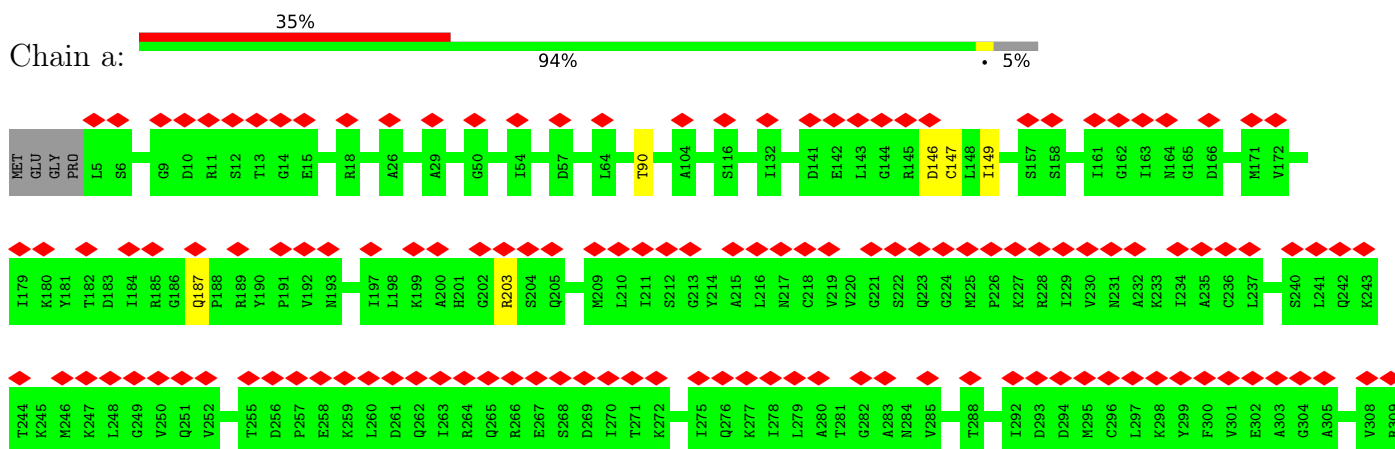 35%
Chain a:
94% • 5%
MET GLU GLY PRO L5 S6 G9 D10 R11 S12 T13 G14 E15 R18 A26 A29 G50 I54 D57 L64 T90 A104 S116 I132 D141 E142 L143 G144 R145 D146 C147 L148 I149 S157 S158 I161 G162 I163 N164 G165 D166 M171 V172
I179 K180 Y181 T182 D183 I184 R185 G186 Q187 P188 R189 Y190 P191 V192 N193 I197 L198 K199 A200 H201 G202 R203 S204 Q205 M209 L210 I211 S212 G213 Y214 A215 L216 N217 C218 V219 V220 G221 S222 Q223 G224 M225 P226 K227 R228 I229 V230 N231 A232 K233 I234 A235 C236 L237 S240 L241 Q242 K243
T244 K245 M246 K247 L248 G249 V250 Q251 V252 T255 D256 P257 E258 K259 L260 D261 Q262 I263 R264 Q265 R266 E267 S268 D269 I270 T271 K272 I275 Q276 K277 I278 L279 A280 T281 G282 A283 N284 V285 T288 I292 D293 D294 M295 C296 L297 K298 Y299 F300 V301 E302 A303 G304 A305 V308 R309